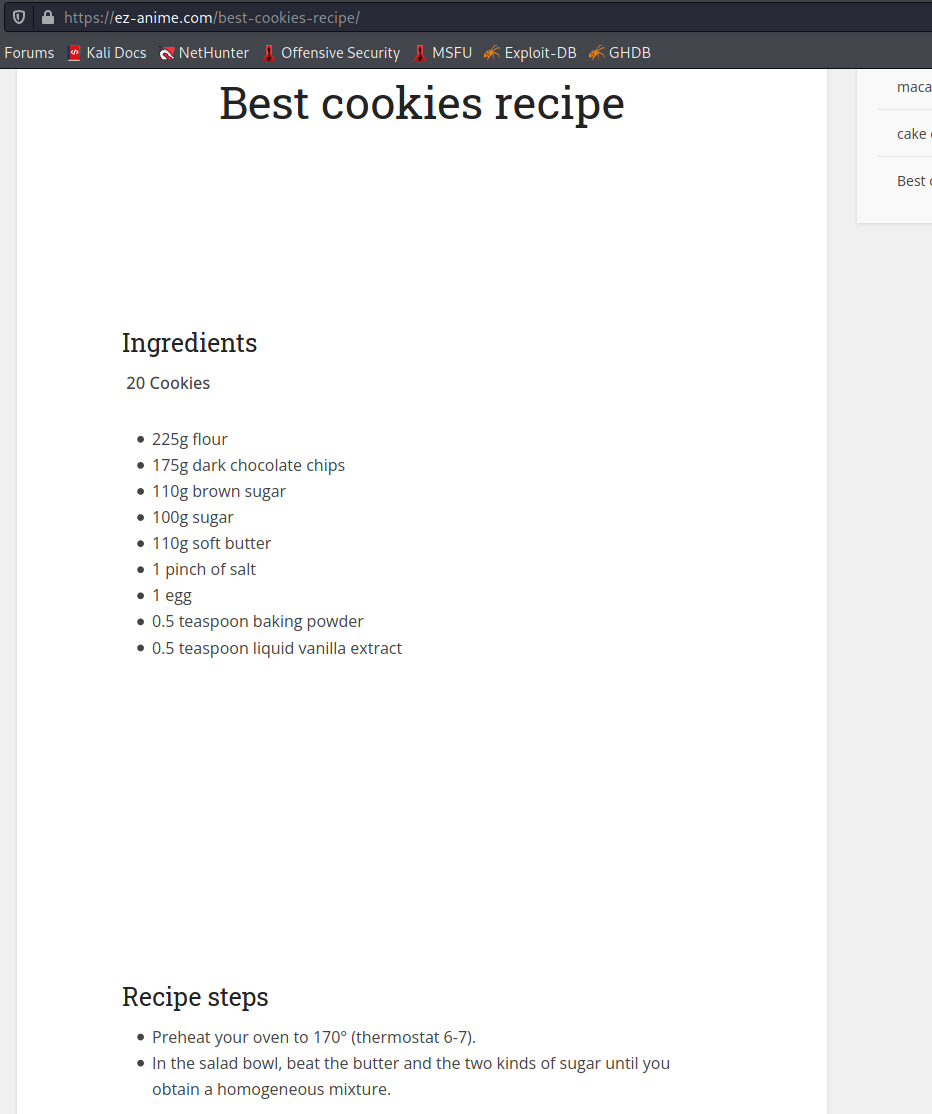 https://ez-anime.com/best-cookies-recipe/
Forums Kali Docs NetHunter Offensive Security MSFU Exploit-DB GHDB
Best cookies recipe
cake
Best
Ingredients
20 Cookies
225g flour
175g dark chocolate chips
110g brown sugar
100g sugar
110g soft butter
1 pinch of salt
1 egg
0.5 teaspoon baking powder
0.5 teaspoon liquid vanilla extract
Recipe steps
Preheat your oven to 170° (thermostat 6-7).
In the salad bowl, beat the butter and the two kinds of sugar until you
obtain a homogeneous mixture.